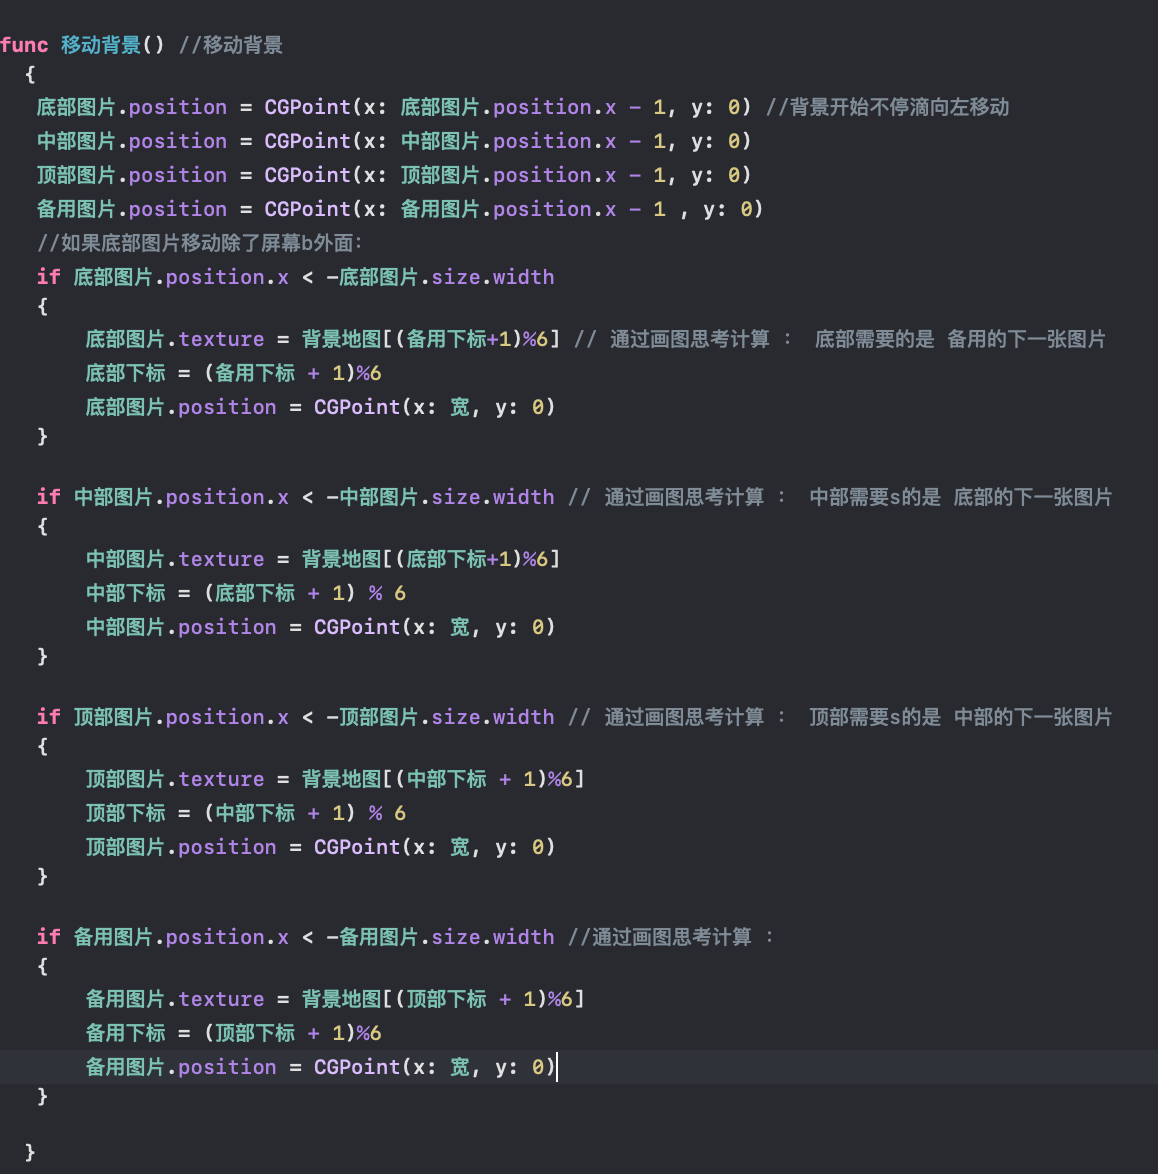 func 移动背景() //移动背景
{
底部图片.position = CGPoint(x: 底部图片.position.x - 1, y: 0) //背景开始不停滴向左移动
中部图片.position = CGPoint(x: 中部图片.position.x - 1, y: 0)
顶部图片.position = CGPoint(x: 顶部图片.position.x - 1, y: 0)
备用图片.position = CGPoint(x: 备用图片.position.x - 1 , y: 0)
//如果底部图片移动除了屏幕b外面:
if 底部图片.position.x < -底部图片.size.width
{
底部图片.texture = 背景地图[(备用下标+1)%6] // 通过画图思考计算 : 底部需要的是 备用的下一张图片
底部下标 = (备用下标 + 1)%6
底部图片.position = CGPoint(x: 宽, y: 0)
}
if 中部图片.position.x < -中部图片.size.width // 通过画图思考计算 : 中部需要s的是 底部的下一张图片
{
中部图片.texture = 背景地图[(底部下标+1)%6]
中部下标 = (底部下标 + 1) % 6
中部图片.position = CGPoint(x: 宽, y: 0)
}
if 顶部图片.position.x < -顶部图片.size.width // 通过画图思考计算 : 顶部需要s的是 中部的下一张图片
{
顶部图片.texture = 背景地图[(中部下标 + 1)%6]
顶部下标 = (中部下标 + 1) % 6
顶部图片.position = CGPoint(x: 宽, y: 0)
}
if 备用图片.position.x < -备用图片.size.width //通过画图思考计算 :
{
备用图片.texture = 背景地图[(顶部下标 + 1)%6]
备用下标 = (顶部下标 + 1)%6
备用图片.position = CGPoint(x: 宽, y: 0)
}
}